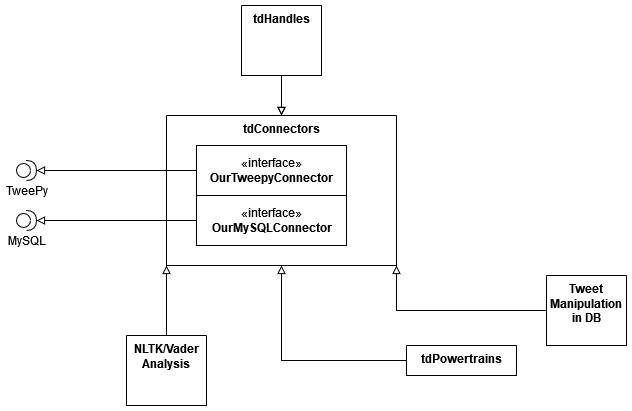 tdHandles
tdConnectors
«interface»
OurTweepyConnector
TweePy
«interface»
OurMySQLConnector
MySQL
Tweet
Manipulation
in DB
NLTK/Vader
Analysis
tdPowertrains